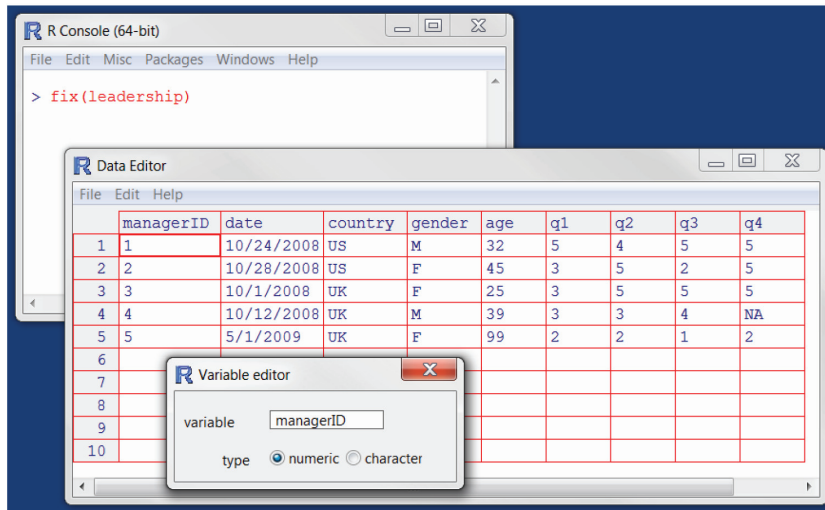 R R Console (64-bit)
File Edit Misc Packages Windows Help
> fix(leadership)
R Data Editor
File Edit Help
managerID date country gender age q1 q2 q3 q4
1 1 10/24/2008 US M 32 5 4 5 5
2 2 10/28/2008 US F 45 3 5 2 5
3 3 10/1/2008 UK F 25 3 5 5 5
4 4 10/12/2008 UK M 39 3 3 4 NA
5 5 5/1/2009 UK F 99 2 2 1 2
6
7
8
9
10
R Variable editor
variable managerID
type numeric character